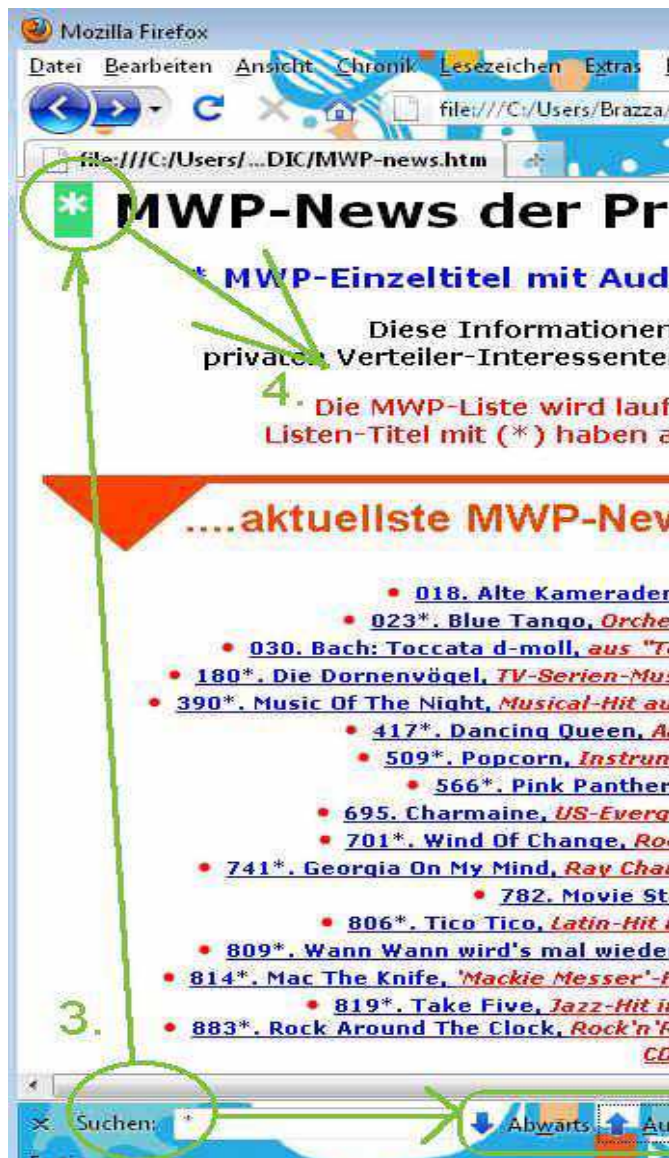 Mozilla Firefox
Datei Bearbeiten Ansicht Chronik Lesezeichen Extras
file:///C:/Users/Brazza/
file:///C:/Users/...DIC/MWP-news.htm
* MWP-News der Pr
* MWP-Einzeltitel mit Aud
Diese Informationen
privaten Verteiler-Interessente
4.
Die MWP-Liste wird lauf
Listen-Titel mit (*) haben a
....aktuellste MWP-New
018. Alte Kameraden
023*. Blue Tango, Orche
030. Bach: Toccata d-moll, aus "To
180*. Die Dornenvögel, TV-Serien-Mus
390*. Music Of The Night, Musical-Hit au
417*. Dancing Queen, A
509*. Popcorn, Instrum
566*. Pink Panther
695. Charmaine, US-Everg
701*. Wind Of Change, Ro
741*. Georgia On My Mind, Ray Cha
782. Movie St
806*. Tico Tico, Latin-Hit
809*. Wann Wann wird's mal wiede
814*. Mac The Knife, 'Mackie Messer'-
819*. Take Five, Jazz-Hit i
3.
883*. Rock Around The Clock, Rock'n'R
CD
× Suchen: * Abwärts Au